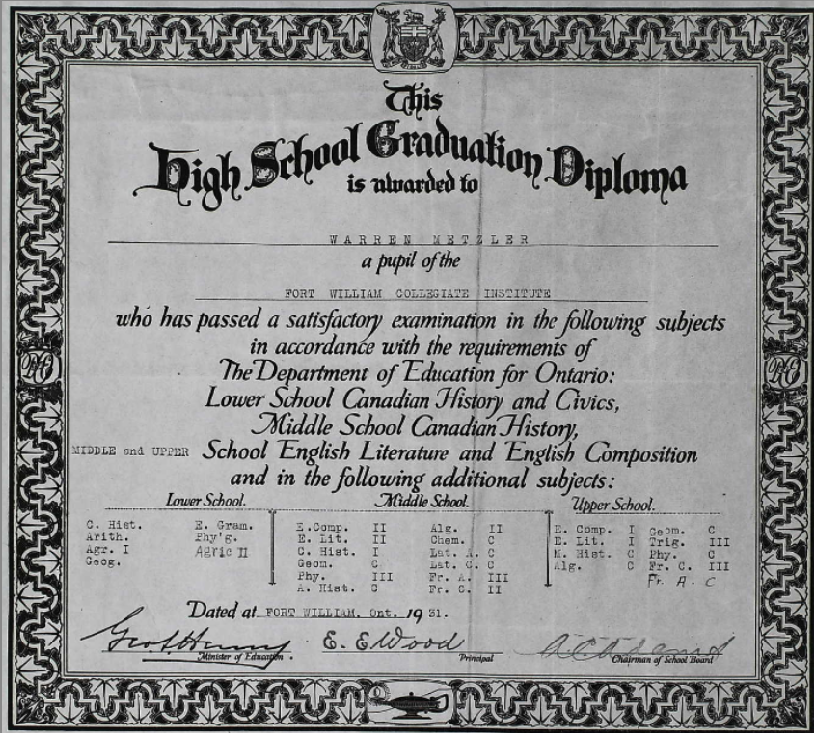 This
High School Graduation Diploma
is awarded to
WARREN METZLER
a pupil of the
FORT WILLIAM COLLEGIATE INSTITUTE
who has passed a satisfactory examination in the following subjects
in accordance with the requirements of
The Department of Education for Ontario:
Lower School Canadian History and Civics,
Middle School Canadian History,
MIDDLE and UPPER School English Literature and English Composition
and in the following additional subjects:
Lower School. Middle School. Upper School.
C. Hist. E. Gram. E.Comp. II Alg. II E. Comp. I Geom. C
Arith. Phy'g. E. Lit. II Chem. C E. Lit. I Trig. III
Agr. I Agric II C. Hist. I Lat. A. C M. Hist. C Phy. C
Geog. Geom. C Lat. C. C Alg. C Fr. C. III
Phy. III Fr. A. III Fr. A. C
A. Hist. C Fr. C. II
Dated at FORT WILLIAM, Ont. 1931.
E. E Wood
Minister of Education. Principal Chairman of School Board